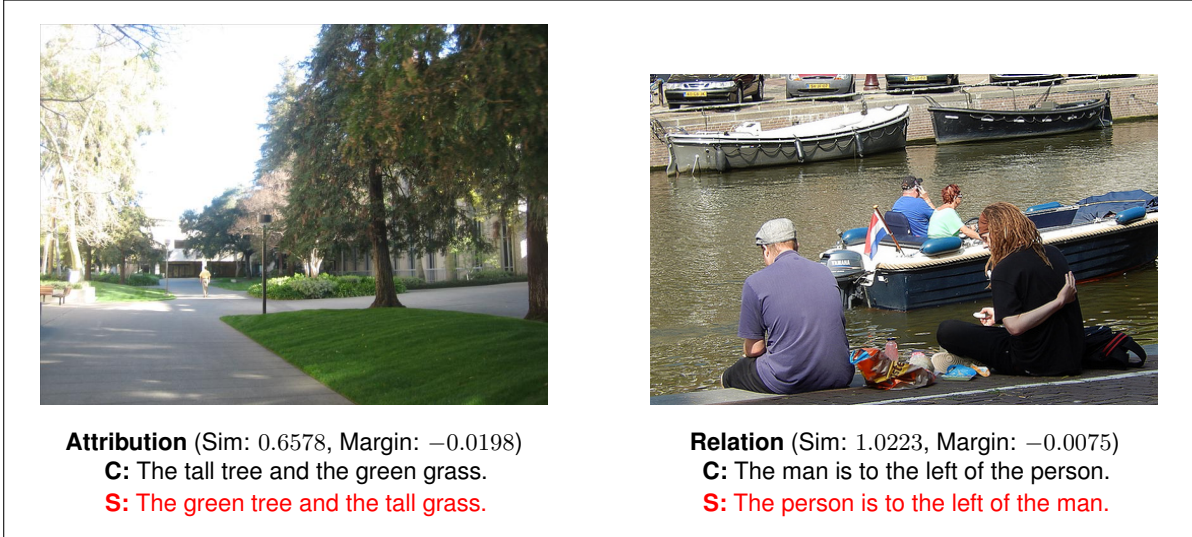 YAMAHA
Attribution (Sim: 0.6578, Margin: −0.0198)
C: The tall tree and the green grass.
S: The green tree and the tall grass.
Relation (Sim: 1.0223, Margin: −0.0075)
C: The man is to the left of the person.
S: The person is to the left of the man.